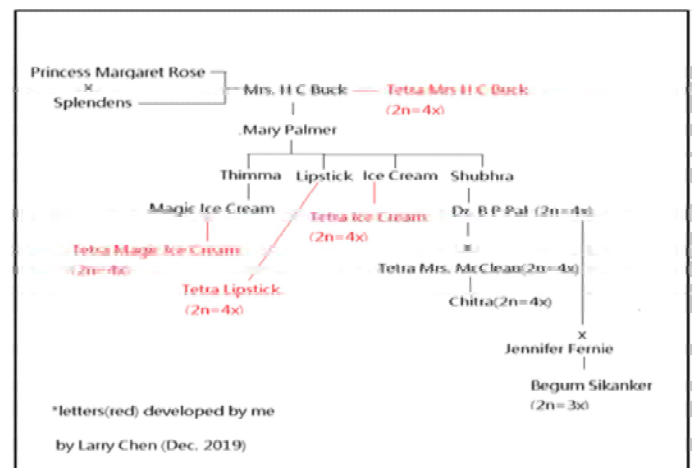 Princess Margaret Rose
x
Splendens
Mrs. H C Buck
Tetra Mrs H C Buck
(2n=4x)
Mary Palmer
Thimma Lipstick Ice Cream Shubhra
Magic Ice Cream
Tetra Ice Cream
(2n=4x)
Dr. B P Pal (2n=4x)
x
Tetra Magic Ice Cream
(2n=4x)
Tetra Mrs. McClean(2n=4x)
Tetra Lipstick
(2n=4x)
Chitra(2n=4x)
x
Jennifer Fernie
Begum Sikanker
(2n=3x)
*letters(red) developed by me
by Larry Chen (Dec. 2019)